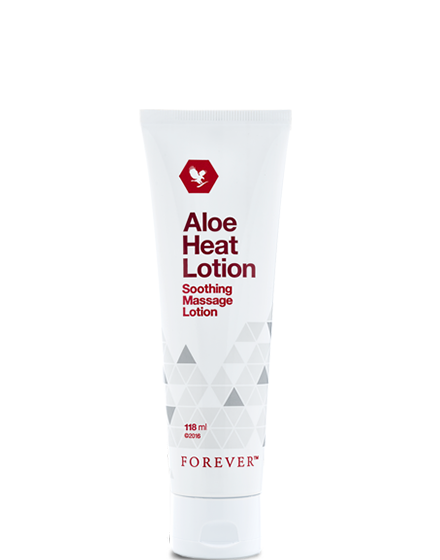 Aloe
Heat
Lotion
Soothing
Massage
Lotion
118 ml
©2016
FOREVER™